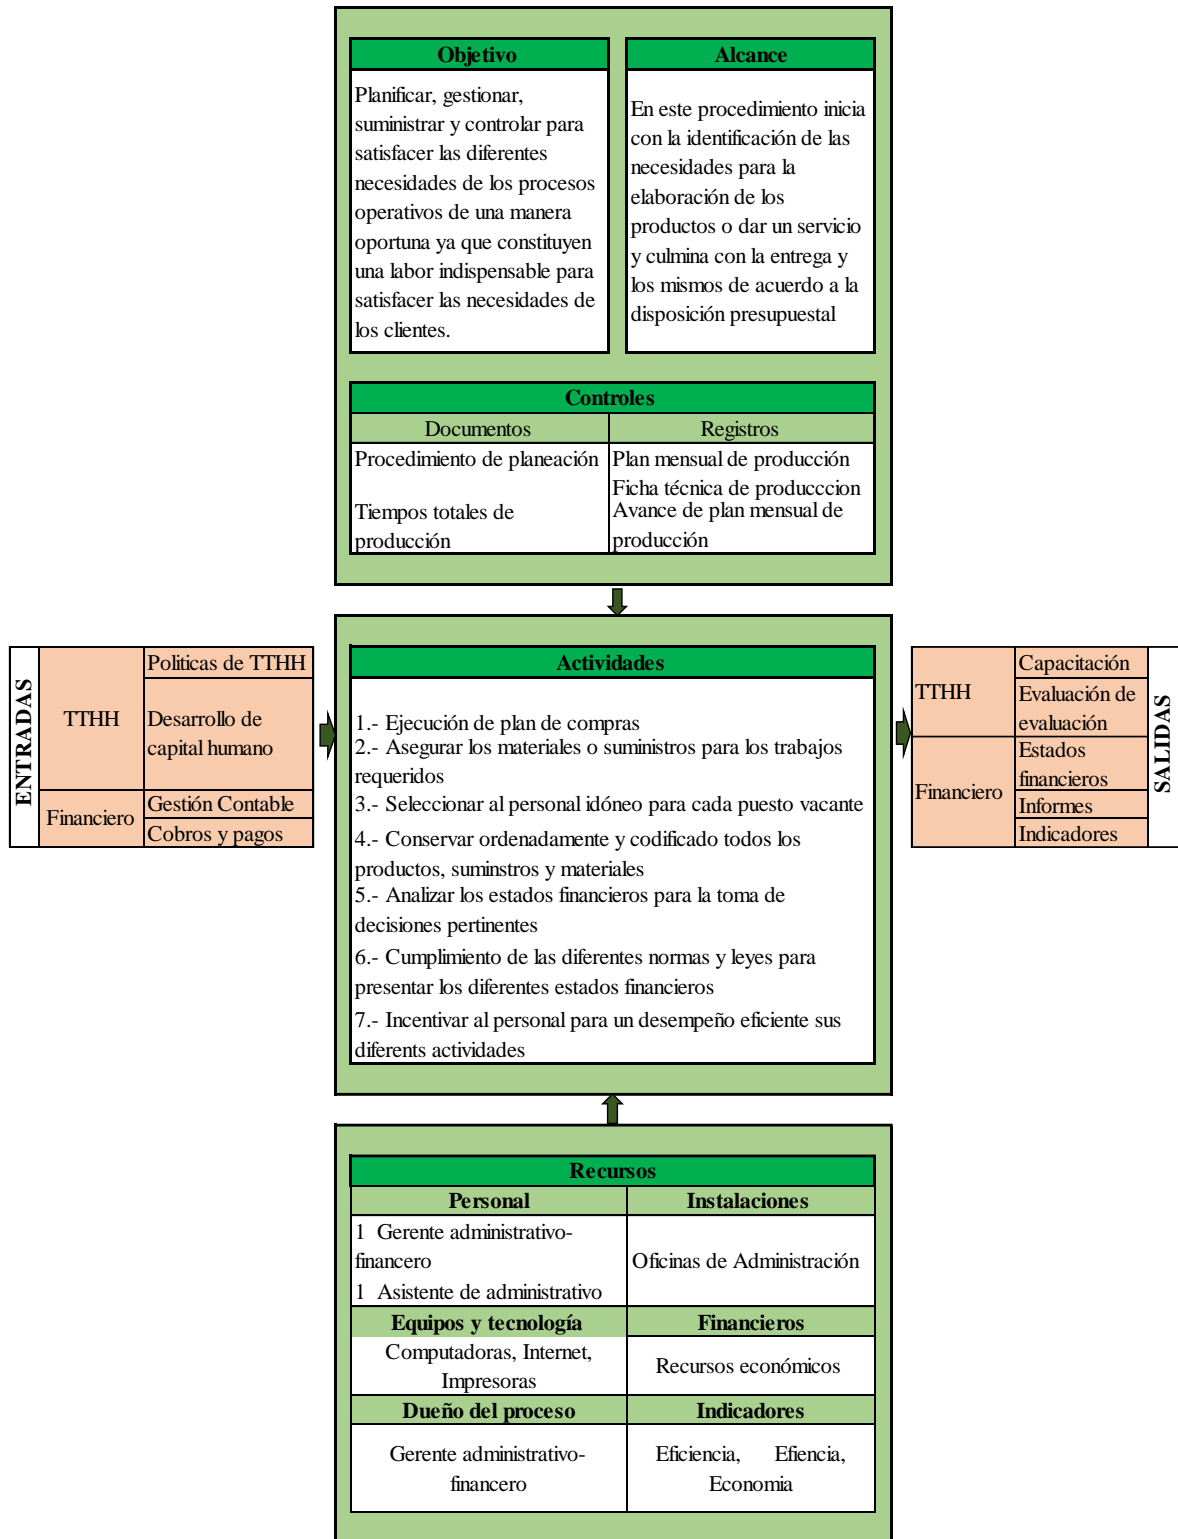 Objetivo
Planificar, gestionar,
suministrar y controlar para
satisfacer las diferentes
necesidades de los procesos
operativos de una manera
oportuna ya que constituyen
una labor indispensable para
satisfacer las necesidades de
los clientes.
Alcance
En este procedimiento inicia
con la identificación de las
necesidades para la
elaboración de los
productos o dar un servicio
y culmina con la entrega y
los mismos de acuerdo a la
disposición presupuestal
Controles
Documentos
Registros
Procedimiento de planeación
Plan mensual de producción
Ficha técnica de producccion
Tiempos totales de
producción
Avance de plan mensual de
producción
ENTRADAS
TTHH
Politicas de TTHH
Desarrollo de
capital humano
Financiero
Gestión Contable
Cobros y pagos
Actividades
1.- Ejecución de plan de compras
2.- Asegurar los materiales o suministros para los trabajos
requeridos
3.- Seleccionar al personal idóneo para cada puesto vacante
4.- Conservar ordenadamente y codificado todos los
productos, suminstros y materiales
5.- Analizar los estados financieros para la toma de
decisiones pertinentes
6.- Cumplimiento de las diferentes normas y leyes para
presentar los diferentes estados financieros
7.- Incentivar al personal para un desempeño eficiente sus
diferents actividades
TTHH
Capacitación
Evaluación de
evaluación
Financiero
Estados
financieros
Informes
Indicadores
SALIDAS
Recursos
Personal
Instalaciones
1 Gerente administrativo-
financero
1 Asistente de administrativo
Oficinas de Administración
Equipos y tecnología
Financieros
Computadoras, Internet,
Impresoras
Recursos económicos
Dueño del proceso
Indicadores
Gerente administrativo-
financero
Eficiencia, Efiencia,
Economia